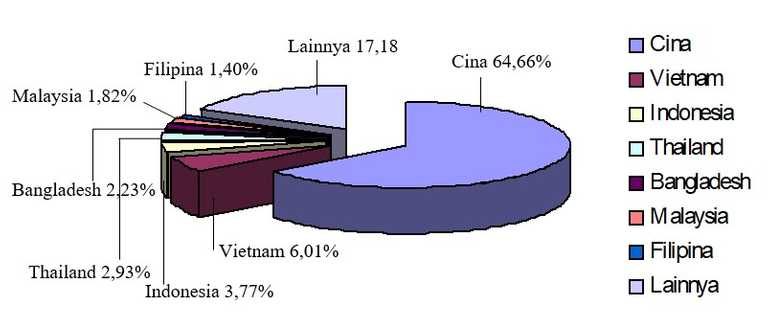 Lainnya 17,18
Cina 64,66%
Filipina 1,40%
Malaysia 1,82%
Bangladesh 2,23%
Vietnam 6,01%
Thailand 2,93%
Indonesia 3,77%
Cina
Vietnam
Indonesia
Thailand
Bangladesh
Malaysia
Filipina
Lainnya